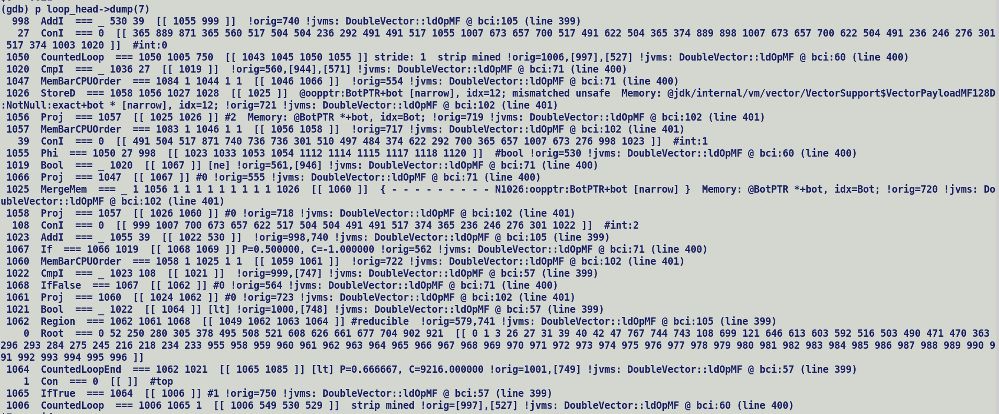 (gdb) p loop_head->dump(7)
  998  AddI  === _ 530 39  [[ 1055 999 ]]  !orig=740 !jvms: DoubleVector::ldOpMF @ bci:105 (line 399)
   27  ConI  === 0  [[ 365 889 871 365 560 517 504 504 236 292 491 491 517 1055 1007 673 657 700 517 491 622 504 365 374 889 898 1007 673 657 700 622 504 491 236 246 276 301
 517 374 1003 1020 ]]  #int:0
 1050  CountedLoop  === 1050 1005 750  [[ 1043 1045 1050 1055 ]] stride: 1  strip mined !orig=1006,[997],[527] !jvms: DoubleVector::ldOpMF @ bci:60 (line 400)
 1020  CmpI  === _ 1036 27  [[ 1019 ]]  !orig=560,[944],[571] !jvms: DoubleVector::ldOpMF @ bci:71 (line 400)
 1047  MemBarCPUOrder  === 1084 1 1044 1 1  [[ 1046 1066 ]]  !orig=554 !jvms: DoubleVector::ldOpMF @ bci:71 (line 400)
 1026  StoreD  === 1058 1056 1027 1028  [[ 1025 ]]  @oopptr:BotPTR+bot [narrow], idx=12; mismatched unsafe  Memory: @jdk/internal/vm/vector/VectorSupport$VectorPayloadMF128D
:NotNull:exact+bot * [narrow], idx=12; !orig=721 !jvms: DoubleVector::ldOpMF @ bci:102 (line 401)
 1056  Proj  === 1057  [[ 1025 1026 ]] #2  Memory: @BotPTR *+bot, idx=Bot; !orig=719 !jvms: DoubleVector::ldOpMF @ bci:102 (line 401)
 1057  MemBarCPUOrder  === 1083 1 1046 1 1  [[ 1056 1058 ]]  !orig=717 !jvms: DoubleVector::ldOpMF @ bci:102 (line 401)
   39  ConI  === 0  [[ 491 504 517 871 740 736 736 301 510 497 484 374 622 292 700 365 657 1007 673 276 998 1023 ]]  #int:1
 1055  Phi  === 1050 27 998  [[ 1023 1033 1053 1054 1112 1114 1115 1117 1118 1120 ]]  #bool !orig=530 !jvms: DoubleVector::ldOpMF @ bci:60 (line 400)
 1019  Bool  === _ 1020  [[ 1067 ]] [ne] !orig=561,[946] !jvms: DoubleVector::ldOpMF @ bci:71 (line 400)
 1066  Proj  === 1047  [[ 1067 ]] #0 !orig=555 !jvms: DoubleVector::ldOpMF @ bci:71 (line 400)
 1025  MergeMem  === _ 1 1056 1 1 1 1 1 1 1 1 1 1026  [[ 1060 ]]  { - - - - - - - - - N1026:oopptr:BotPTR+bot [narrow] }  Memory: @BotPTR *+bot, idx=Bot; !orig=720 !jvms: Do
ubleVector::ldOpMF @ bci:102 (line 401)
 1058  Proj  === 1057  [[ 1026 1060 ]] #0 !orig=718 !jvms: DoubleVector::ldOpMF @ bci:102 (line 401)
  108  ConI  === 0  [[ 999 1007 700 673 657 622 517 504 504 491 491 517 374 365 236 246 276 301 1022 ]]  #int:2
 1023  AddI  === _ 1055 39  [[ 1022 530 ]]  !orig=998,740 !jvms: DoubleVector::ldOpMF @ bci:105 (line 399)
 1067  If  === 1066 1019  [[ 1068 1069 ]] P=0.500000, C=-1.000000 !orig=562 !jvms: DoubleVector::ldOpMF @ bci:71 (line 400)
 1060  MemBarCPUOrder  === 1058 1 1025 1 1  [[ 1059 1061 ]]  !orig=722 !jvms: DoubleVector::ldOpMF @ bci:102 (line 401)
 1022  CmpI  === _ 1023 108  [[ 1021 ]]  !orig=999,[747] !jvms: DoubleVector::ldOpMF @ bci:57 (line 399)
 1068  IfFalse  === 1067  [[ 1062 ]] #0 !orig=564 !jvms: DoubleVector::ldOpMF @ bci:71 (line 400)
 1061  Proj  === 1060  [[ 1024 1062 ]] #0 !orig=723 !jvms: DoubleVector::ldOpMF @ bci:102 (line 401)
 1021  Bool  === _ 1022  [[ 1064 ]] [lt] !orig=1000,[748] !jvms: DoubleVector::ldOpMF @ bci:57 (line 399)
 1062  Region  === 1062 1061 1068  [[ 1049 1062 1063 1064 ]] #reducible  !orig=579,741 !jvms: DoubleVector::ldOpMF @ bci:105 (line 399)
    0  Root  === 0 52 250 280 305 378 495 508 521 608 626 661 677 704 902 921  [[ 0 1 3 26 27 31 39 40 42 47 767 744 743 108 699 121 646 613 603 592 516 503 490 471 470 363
296 293 284 275 245 216 218 234 233 955 958 959 960 961 962 963 964 965 966 967 968 969 970 971 972 973 974 975 976 977 978 979 980 981 982 983 984 985 986 987 988 989 990 9
91 992 993 994 995 996 ]]
 1064  CountedLoopEnd  === 1062 1021  [[ 1065 1085 ]] [lt] P=0.666667, C=9216.000000 !orig=1001,[749] !jvms: DoubleVector::ldOpMF @ bci:57 (line 399)
    1  Con  === 0  [[ ]]  #top
 1065  IfTrue  === 1064  [[ 1006 ]] #1 !orig=750 !jvms: DoubleVector::ldOpMF @ bci:57 (line 399)
 1006  CountedLoop  === 1006 1065 1  [[ 1006 549 530 529 ]]  strip mined !orig=[997],[527] !jvms: DoubleVector::ldOpMF @ bci:60 (line 400)